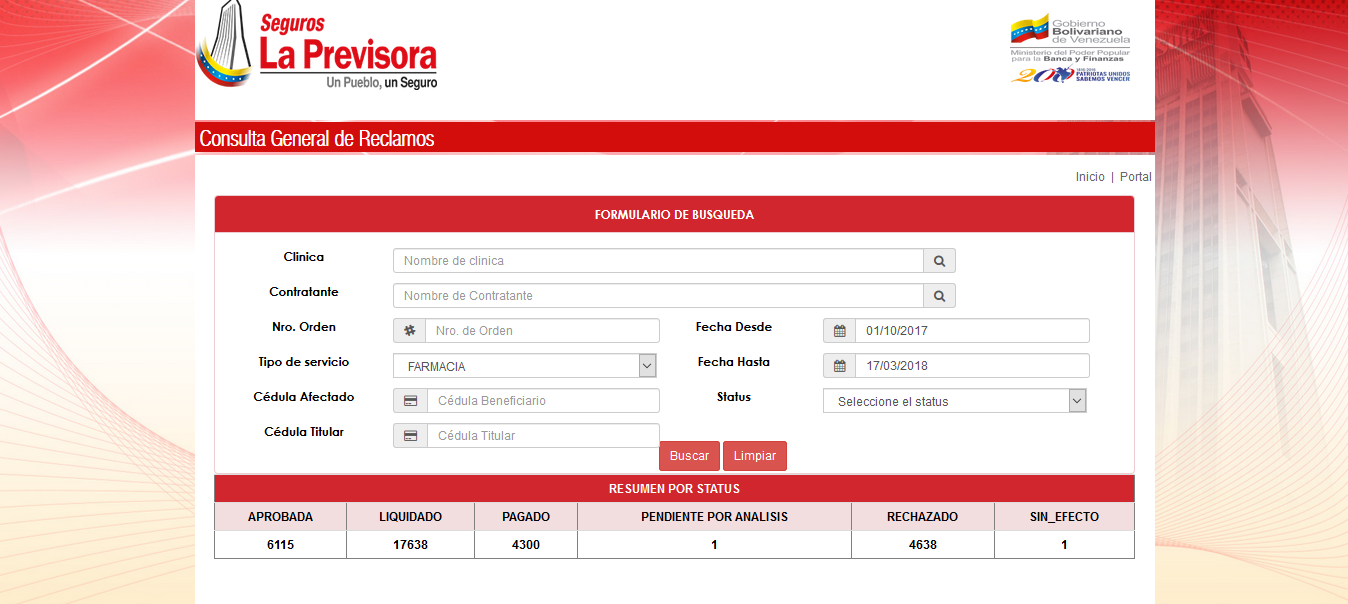 Seguros
La Previsora
Un Pueblo, un Seguro
Gobierno
Bolivariano
de Venezuela
Ministerio del Poder Popular
para la Banca y Finanzas
200 PATRIOTAS UNIDOS
SABEMOS VENCER
Consulta General de Reclamos
Inicio | Portal
FORMULARIO DE BUSQUEDA
Clinica Nombre de clinica
Contratante Nombre de Contratante
Nro. Orden Nro. de Orden Fecha Desde 01/10/2017
Tipo de servicio FARMACIA Fecha Hasta 17/03/2018
Cédula Afectado Cédula Beneficiario Status Seleccione el status
Cédula Titular Cédula Titular
Buscar Limpiar
RESUMEN POR STATUS
APROBADA LIQUIDADO PAGADO PENDIENTE POR ANALISIS RECHAZADO SIN_EFECTO
6115 17638 4300 1 4638 1